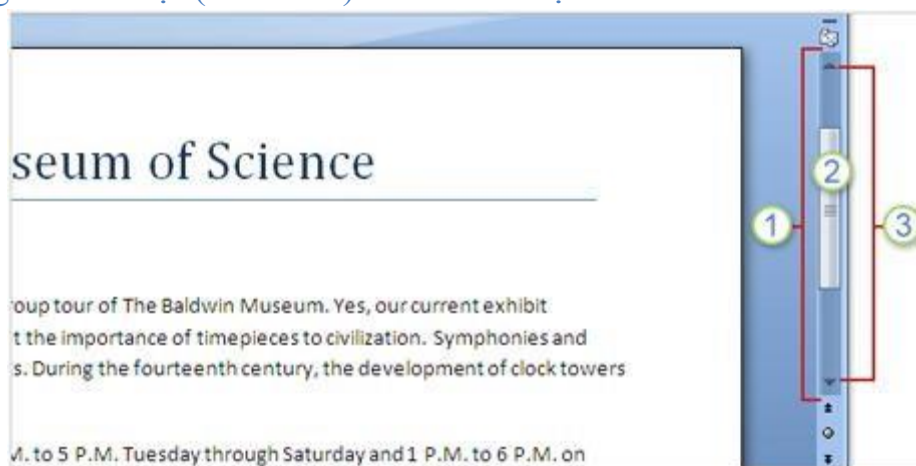 seum of Science
oup tour of The Baldwin Museum. Yes, our current exhibit
t the importance of timepieces to civilization. Symphonies and
s. During the fourteenth century, the development of clock towers
M. to 5 P.M. Tuesday through Saturday and 1 P.M. to 6 P.M. on
1
2
3